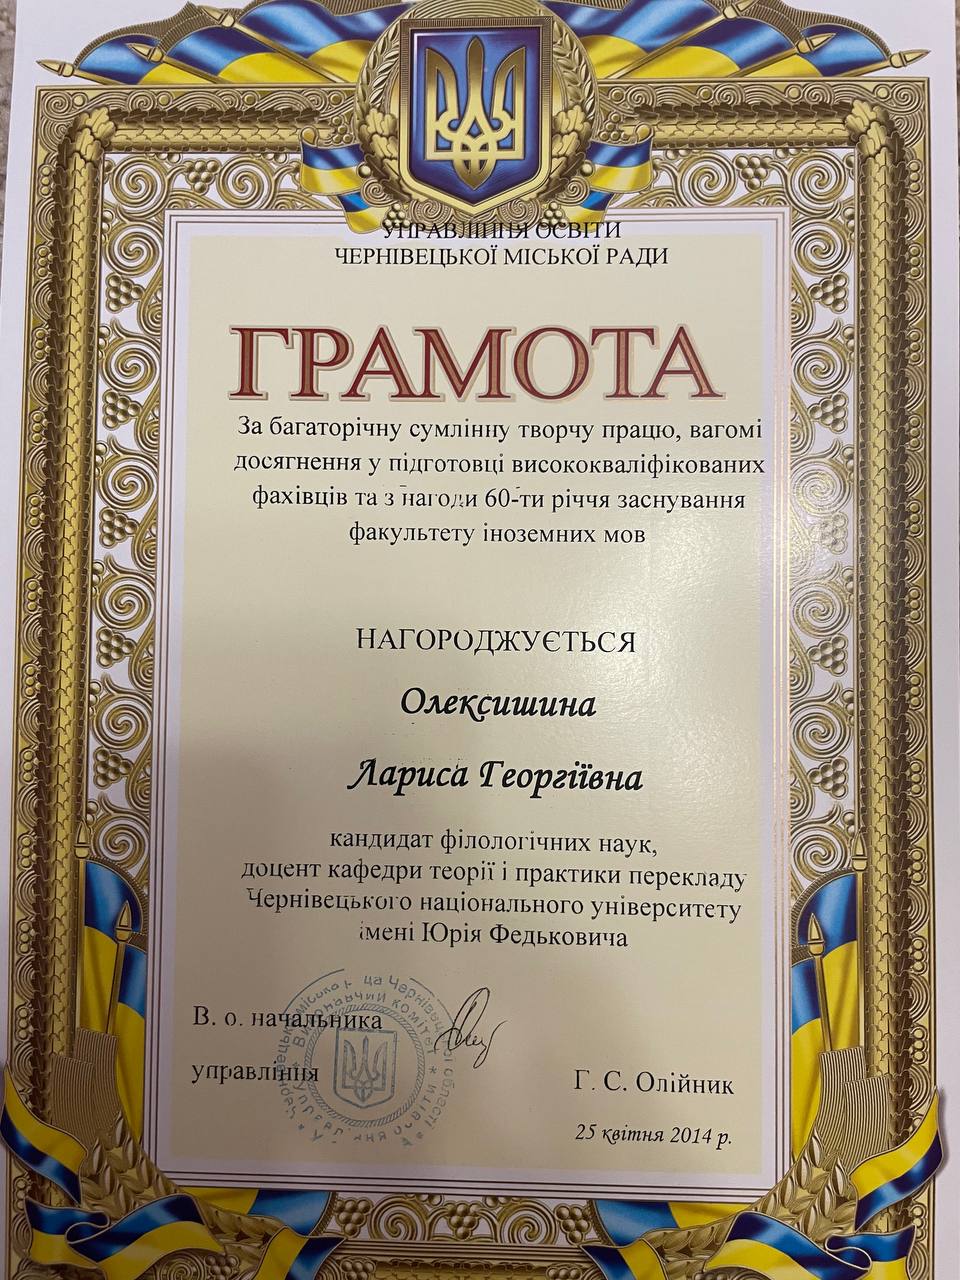 УПРАВЛІННЯ ОСВІТИ
ЧЕРНІВЕЦЬКОЇ МІСЬКОЇ РАДИ
ГРАМОТА
За багаторічну сумлінну творчу працю, вагомі
досягнення у підготовці висококваліфікованих
фахівців та з нагоди 60-ти річчя заснування
факультету іноземних мов
НАГОРОДЖУЄТЬСЯ
Олексишина
Лариса Георгіївна
кандидат філологічних наук,
доцент кафедри теорії і практики перекладу
Чернівецького національного університету
імені Юрія Федьковича
В. о. начальника
управління
Г. С. Олійник
25 квітня 2014 р.
Виконавчий комітет